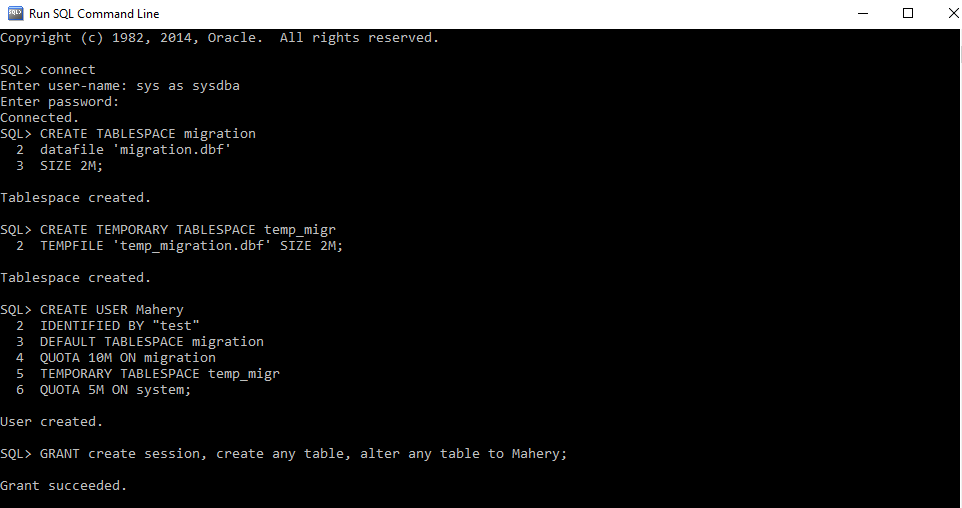 Run SQL Command Line
Copyright (c) 1982, 2014, Oracle.  All rights reserved.
SQL> connect
Enter user-name: sys as sysdba
Enter password:
Connected.
SQL> CREATE TABLESPACE migration
  2  datafile 'migration.dbf'
  3  SIZE 2M;
Tablespace created.
SQL> CREATE TEMPORARY TABLESPACE temp_migr
  2  TEMPFILE 'temp_migration.dbf' SIZE 2M;
Tablespace created.
SQL> CREATE USER Mahery
  2  IDENTIFIED BY "test"
  3  DEFAULT TABLESPACE migration
  4  QUOTA 10M ON migration
  5  TEMPORARY TABLESPACE temp_migr
  6  QUOTA 5M ON system;
User created.
SQL> GRANT create session, create any table, alter any table to Mahery;
Grant succeeded.